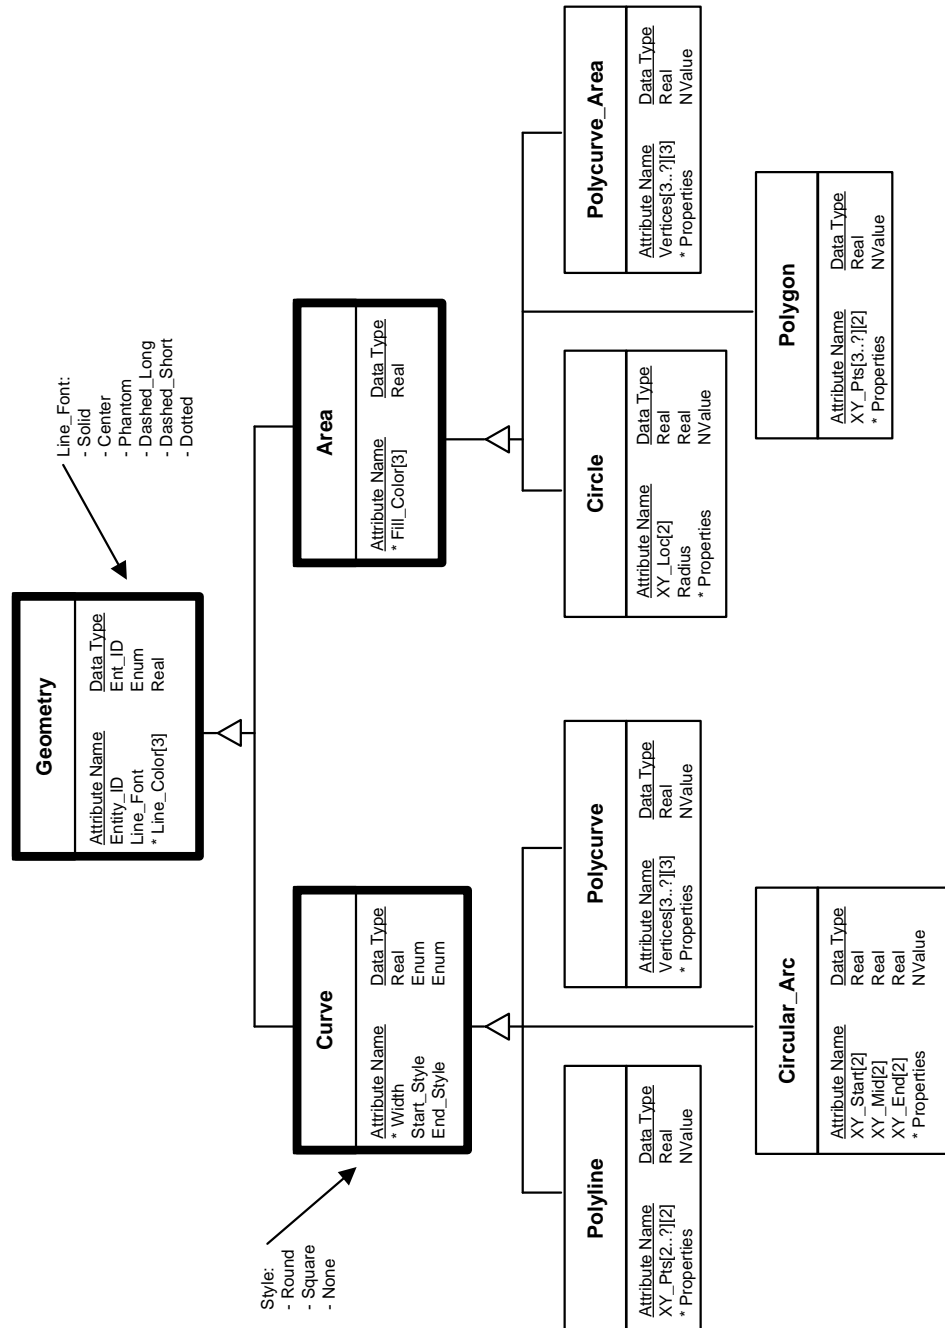 Line_Font:
- Solid
- Center
- Phantom
- Dashed_Long
- Dashed_Short
- Dotted
Geometry
Attribute Name Data Type
Entity_ID Ent_ID
Line_Font Enum
* Line_Color[3] Real
Style:
- Round
- Square
- None
Curve
Attribute Name Data Type
* Width Real
Start_Style Enum
End_Style Enum
Area
Attribute Name Data Type
* Fill_Color[3] Real
Polyline
Attribute Name Data Type
XY_Pts[2..?][2] Real
* Properties NValue
Polycurve
Attribute Name Data Type
Vertices[3..?][3] Real
* Properties NValue
Circle
Attribute Name Data Type
XY_Loc[2] Real
Radius Real
* Properties NValue
Polycurve_Area
Attribute Name Data Type
Vertices[3..?][3] Real
* Properties NValue
Circular_Arc
Attribute Name Data Type
XY_Start[2] Real
XY_Mid[2] Real
XY_End[2] Real
* Properties NValue
Polygon
Attribute Name Data Type
XY_Pts[3..?][2] Real
* Properties NValue